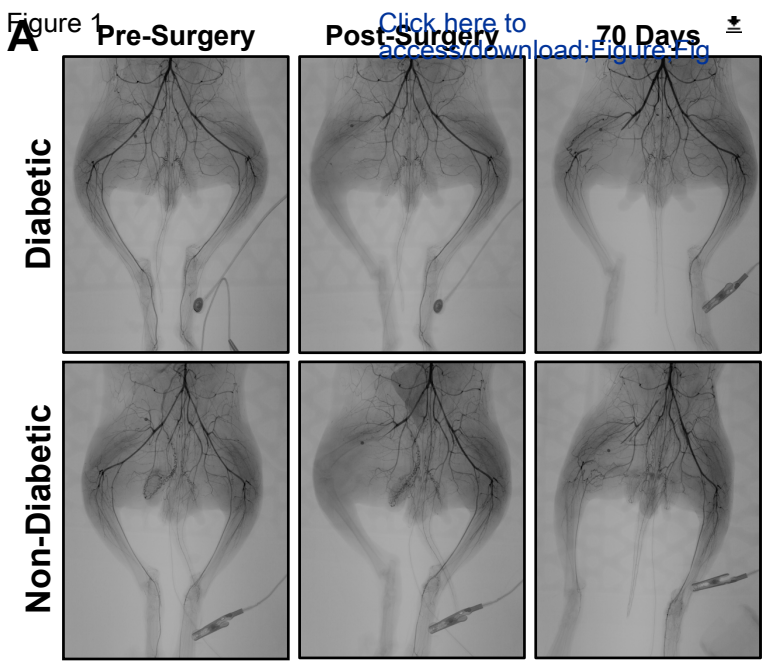 Figure 1
Click here to
access/download;Figure;Fig
A
Pre-Surgery
Post-Surgery
70 Days
Diabetic
Non-Diabetic